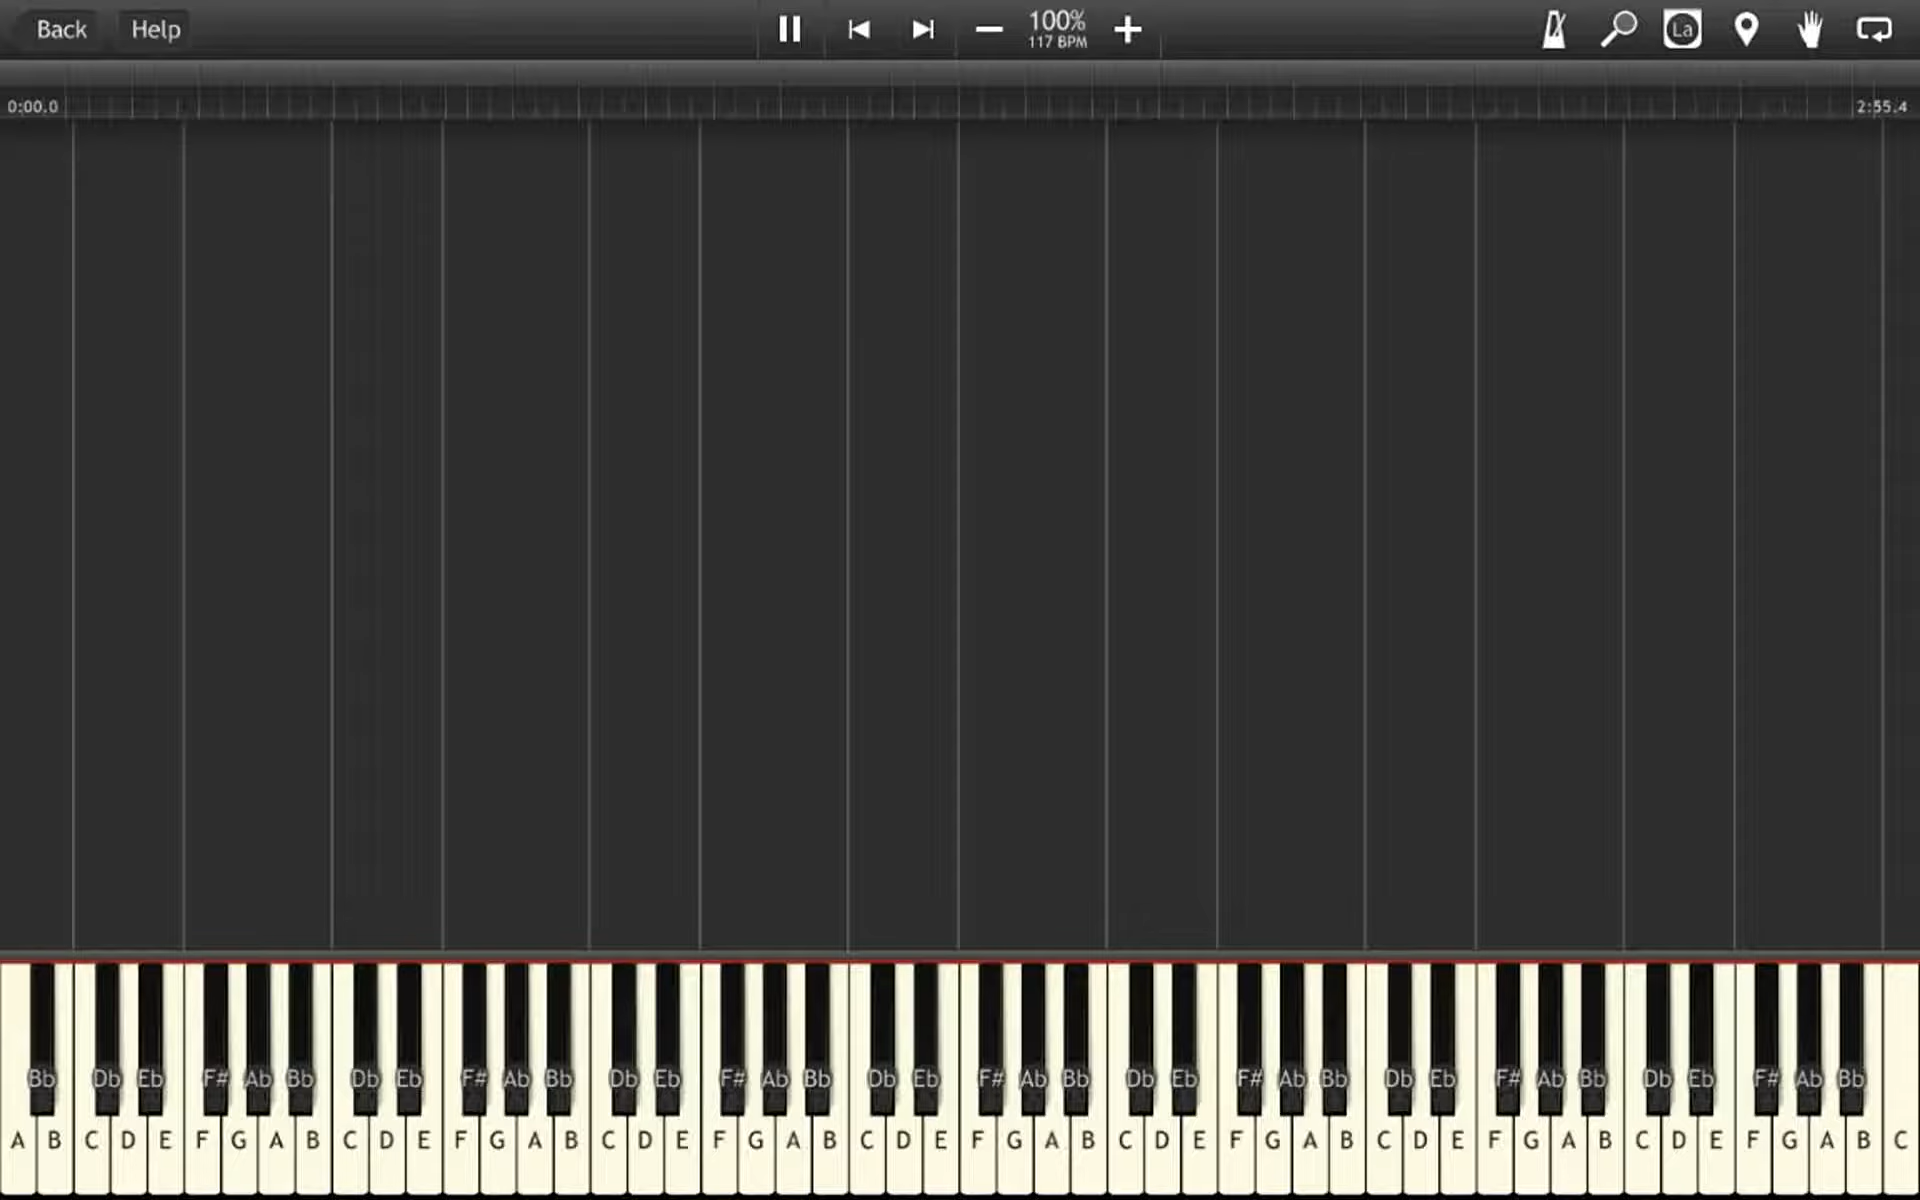 Back Help 100% La
117 BPM
0:00.0 2:55.4
Bb Db Eb F# Ab Bb Db Eb F# Ab Bb Db Eb F# Ab Bb Db Eb F# Ab Bb Db Eb F# Ab Bb Db Eb F# Ab Bb Db Eb F# Ab Bb
A B C D E F G A B C D E F G A B C D E F G A B C D E F G A B C D E F G A B C D E F G A B C D E F G A B C